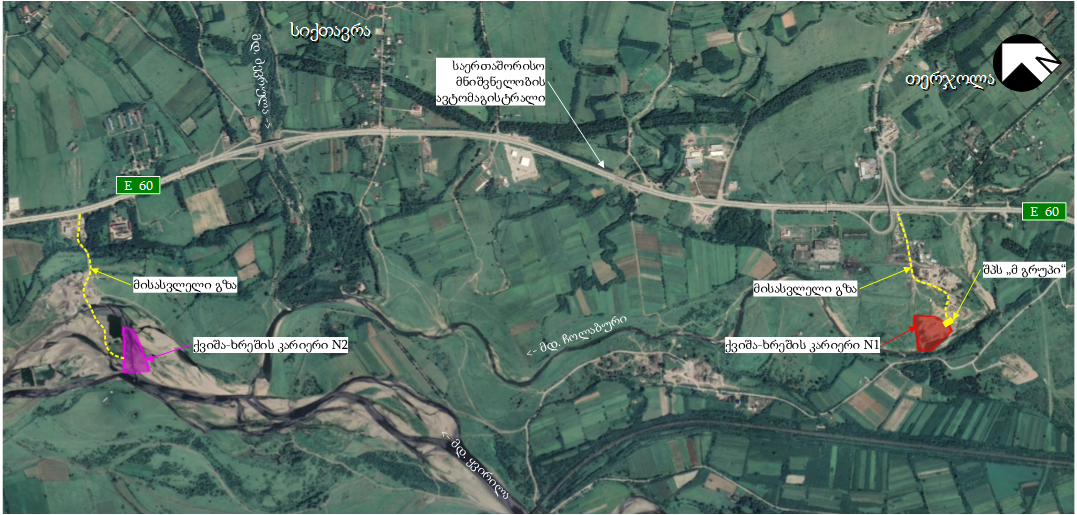 სიქთავრა
საერთაშორისო
მნიშვნელობის
ავტომაგისტრალი
თერჯოლა
E 60
E 60
შპს „მ გრუპი“
მისასვლელი გზა
მისასვლელი გზა
<- მდ. ჩოლაბური
ქვიშა-ხრეშის კარიერი N2
ქვიშა-ხრეშის კარიერი N1
<- მდ. ყვირილა